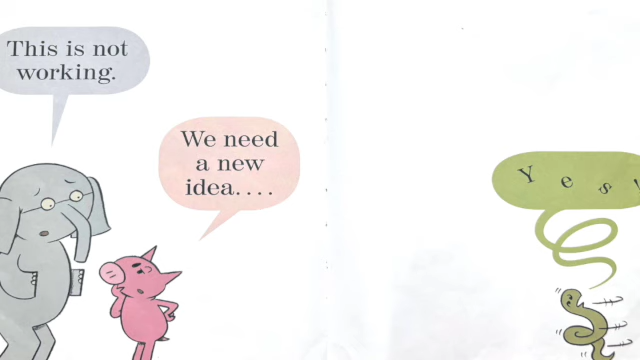 This is not
working.
We need
a new
idea....
Yes!